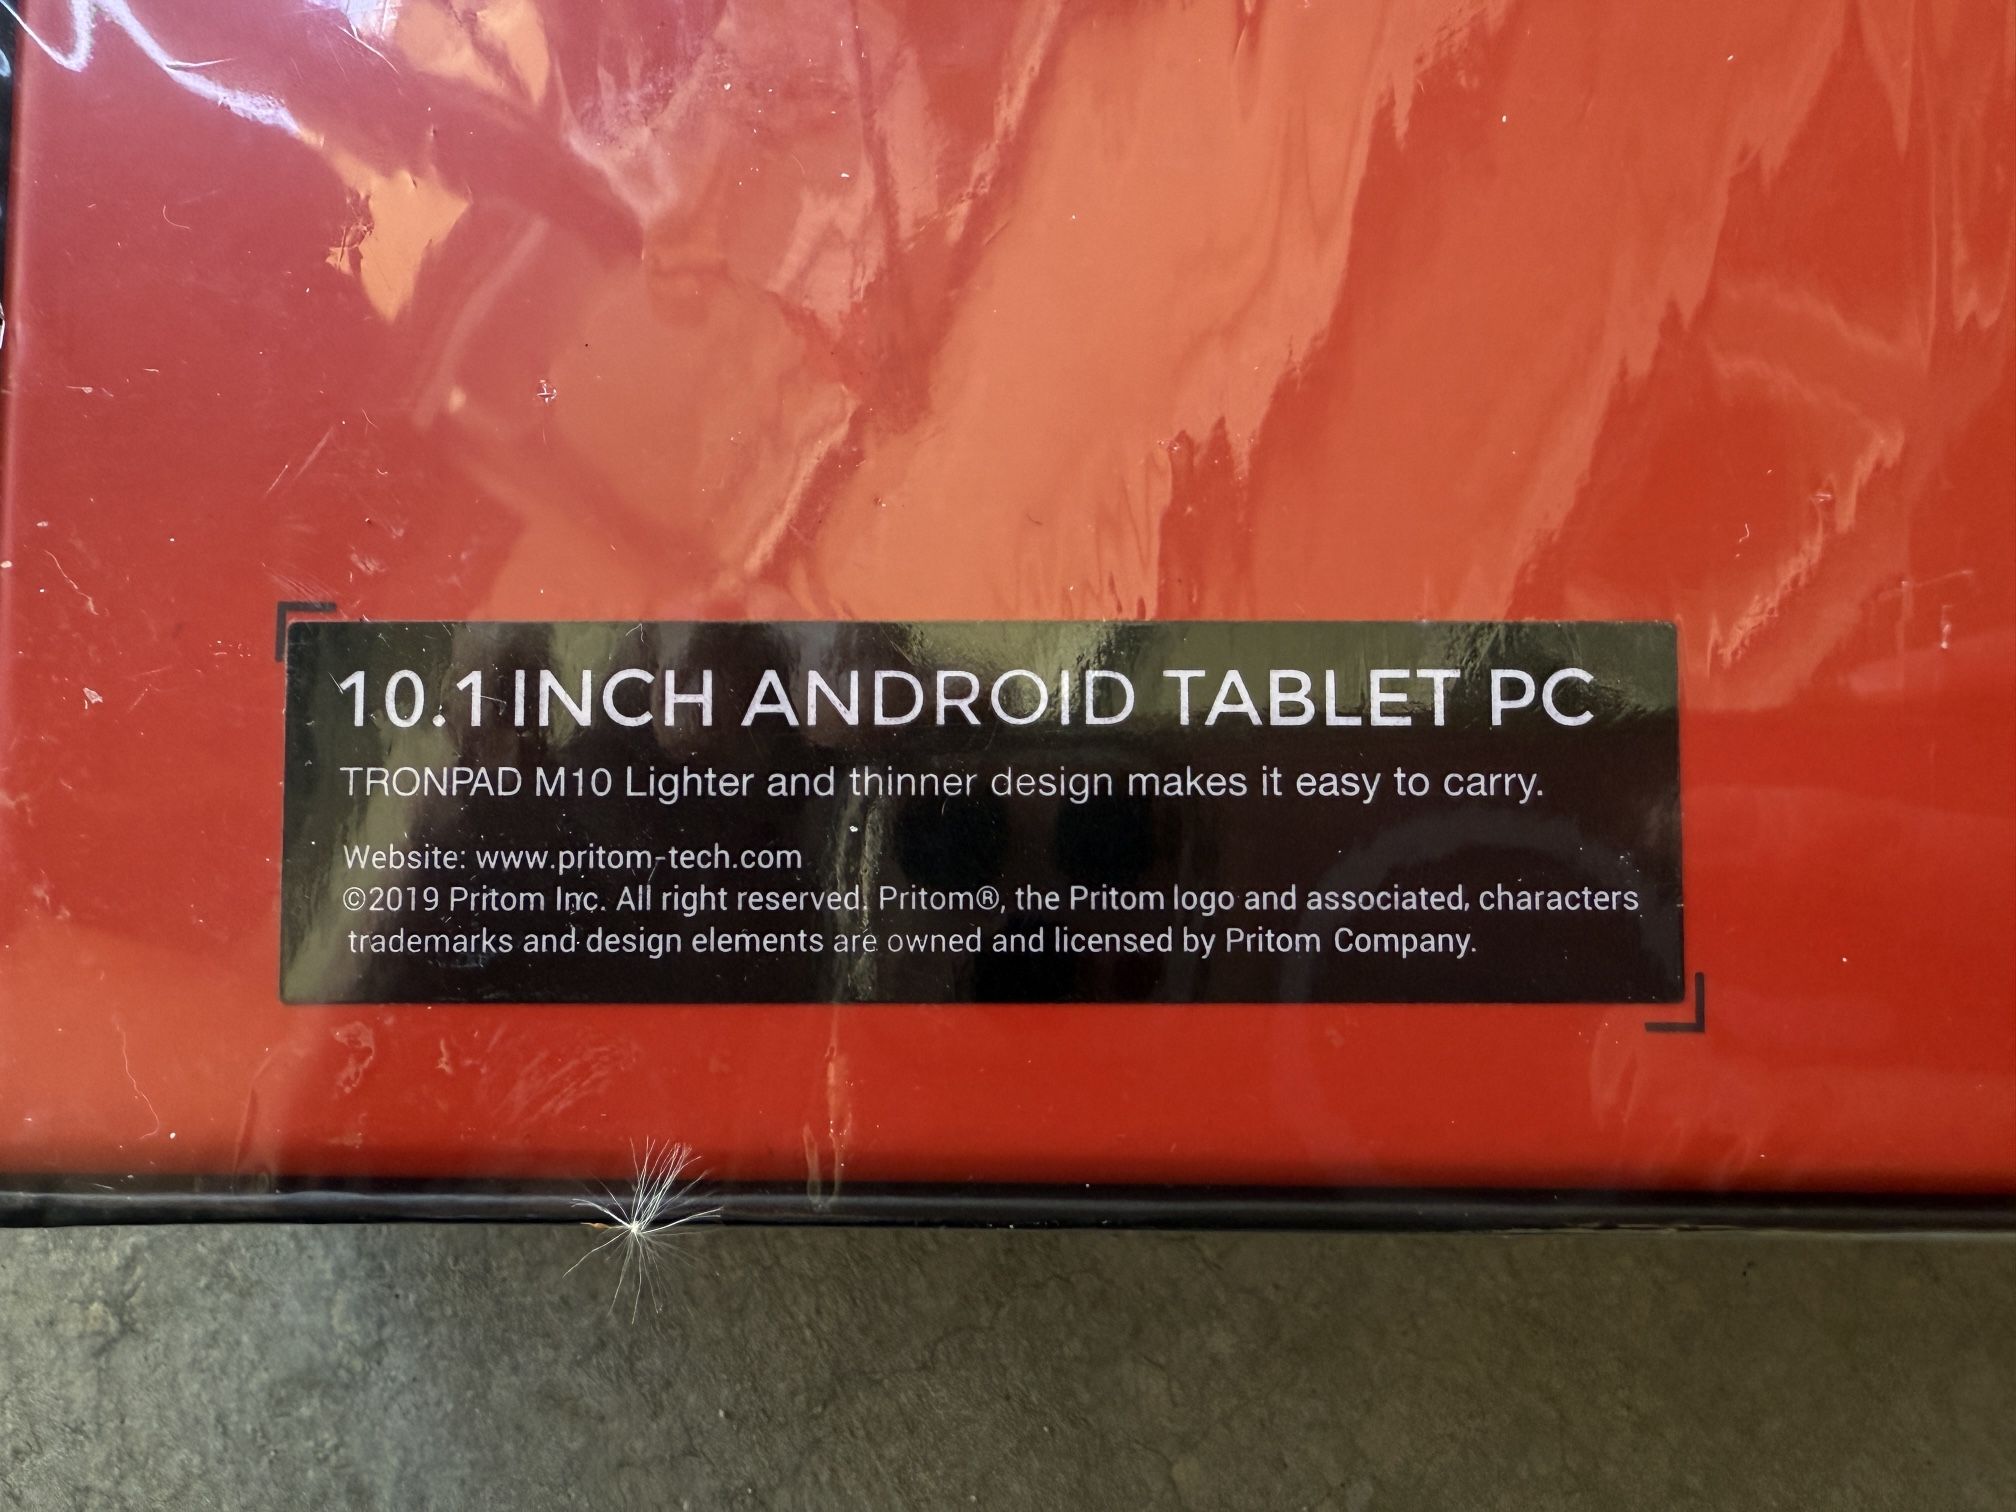 10.1INCH ANDROID TABLET PC
TRONPAD M10 Lighter and thinner design makes it easy to carry.
Website: www.pritom-tech.com
©2019 Pritom Inc. All right reserved. Pritom®, the Pritom logo and associated, characters
trademarks and design elements are owned and licensed by Pritom Company.